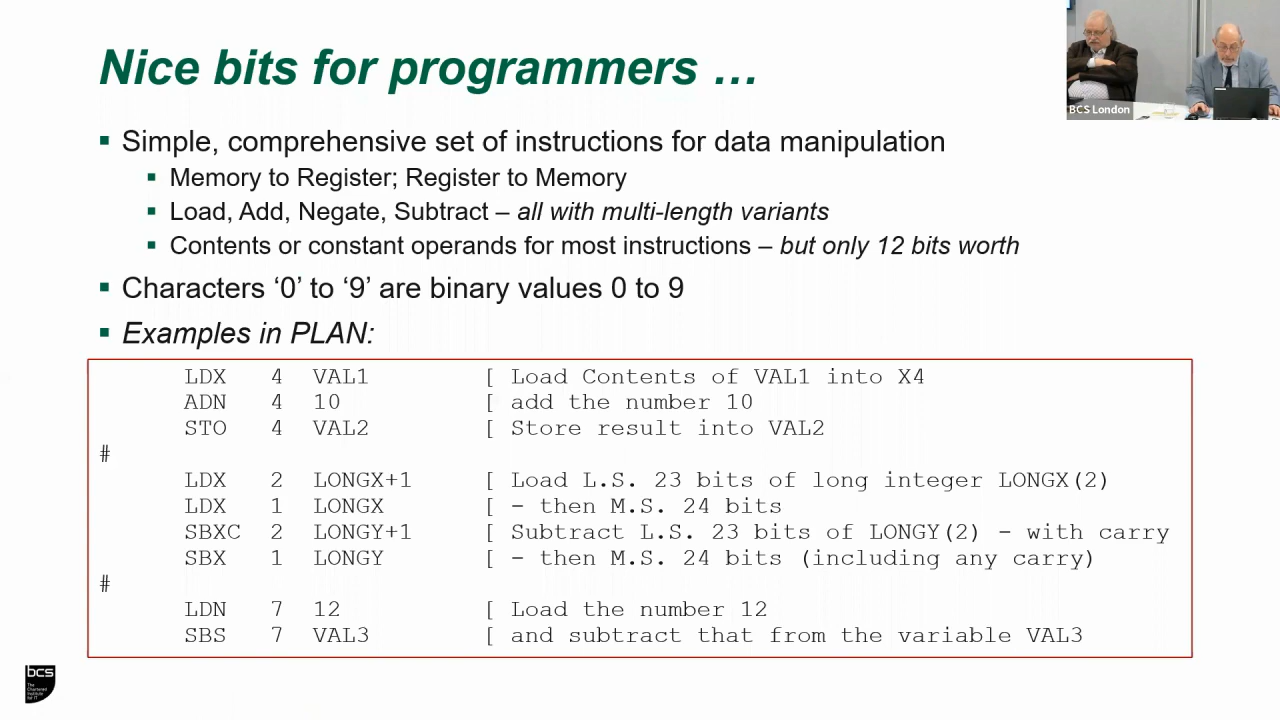 Nice bits for programmers …
BCS London
Simple, comprehensive set of instructions for data manipulation
Memory to Register; Register to Memory
Load, Add, Negate, Subtract – all with multi-length variants
Contents or constant operands for most instructions – but only 12 bits worth
Characters ‘0’ to ‘9’ are binary values 0 to 9
Examples in PLAN:
LDX 4 VAL1 [ Load Contents of VAL1 into X4
ADN 4 10 [ add the number 10
STO 4 VAL2 [ Store result into VAL2
#
LDX 2 LONGX+1 [ Load L.S. 23 bits of long integer LONGX(2)
LDX 1 LONGX [ - then M.S. 24 bits
SBXC 2 LONGY+1 [ Subtract L.S. 23 bits of LONGY(2) - with carry
SBX 1 LONGY [ - then M.S. 24 bits (including any carry)
#
LDN 7 12 [ Load the number 12
SBS 7 VAL3 [ and subtract that from the variable VAL3
bcs
The
Chartered
Institute
for IT